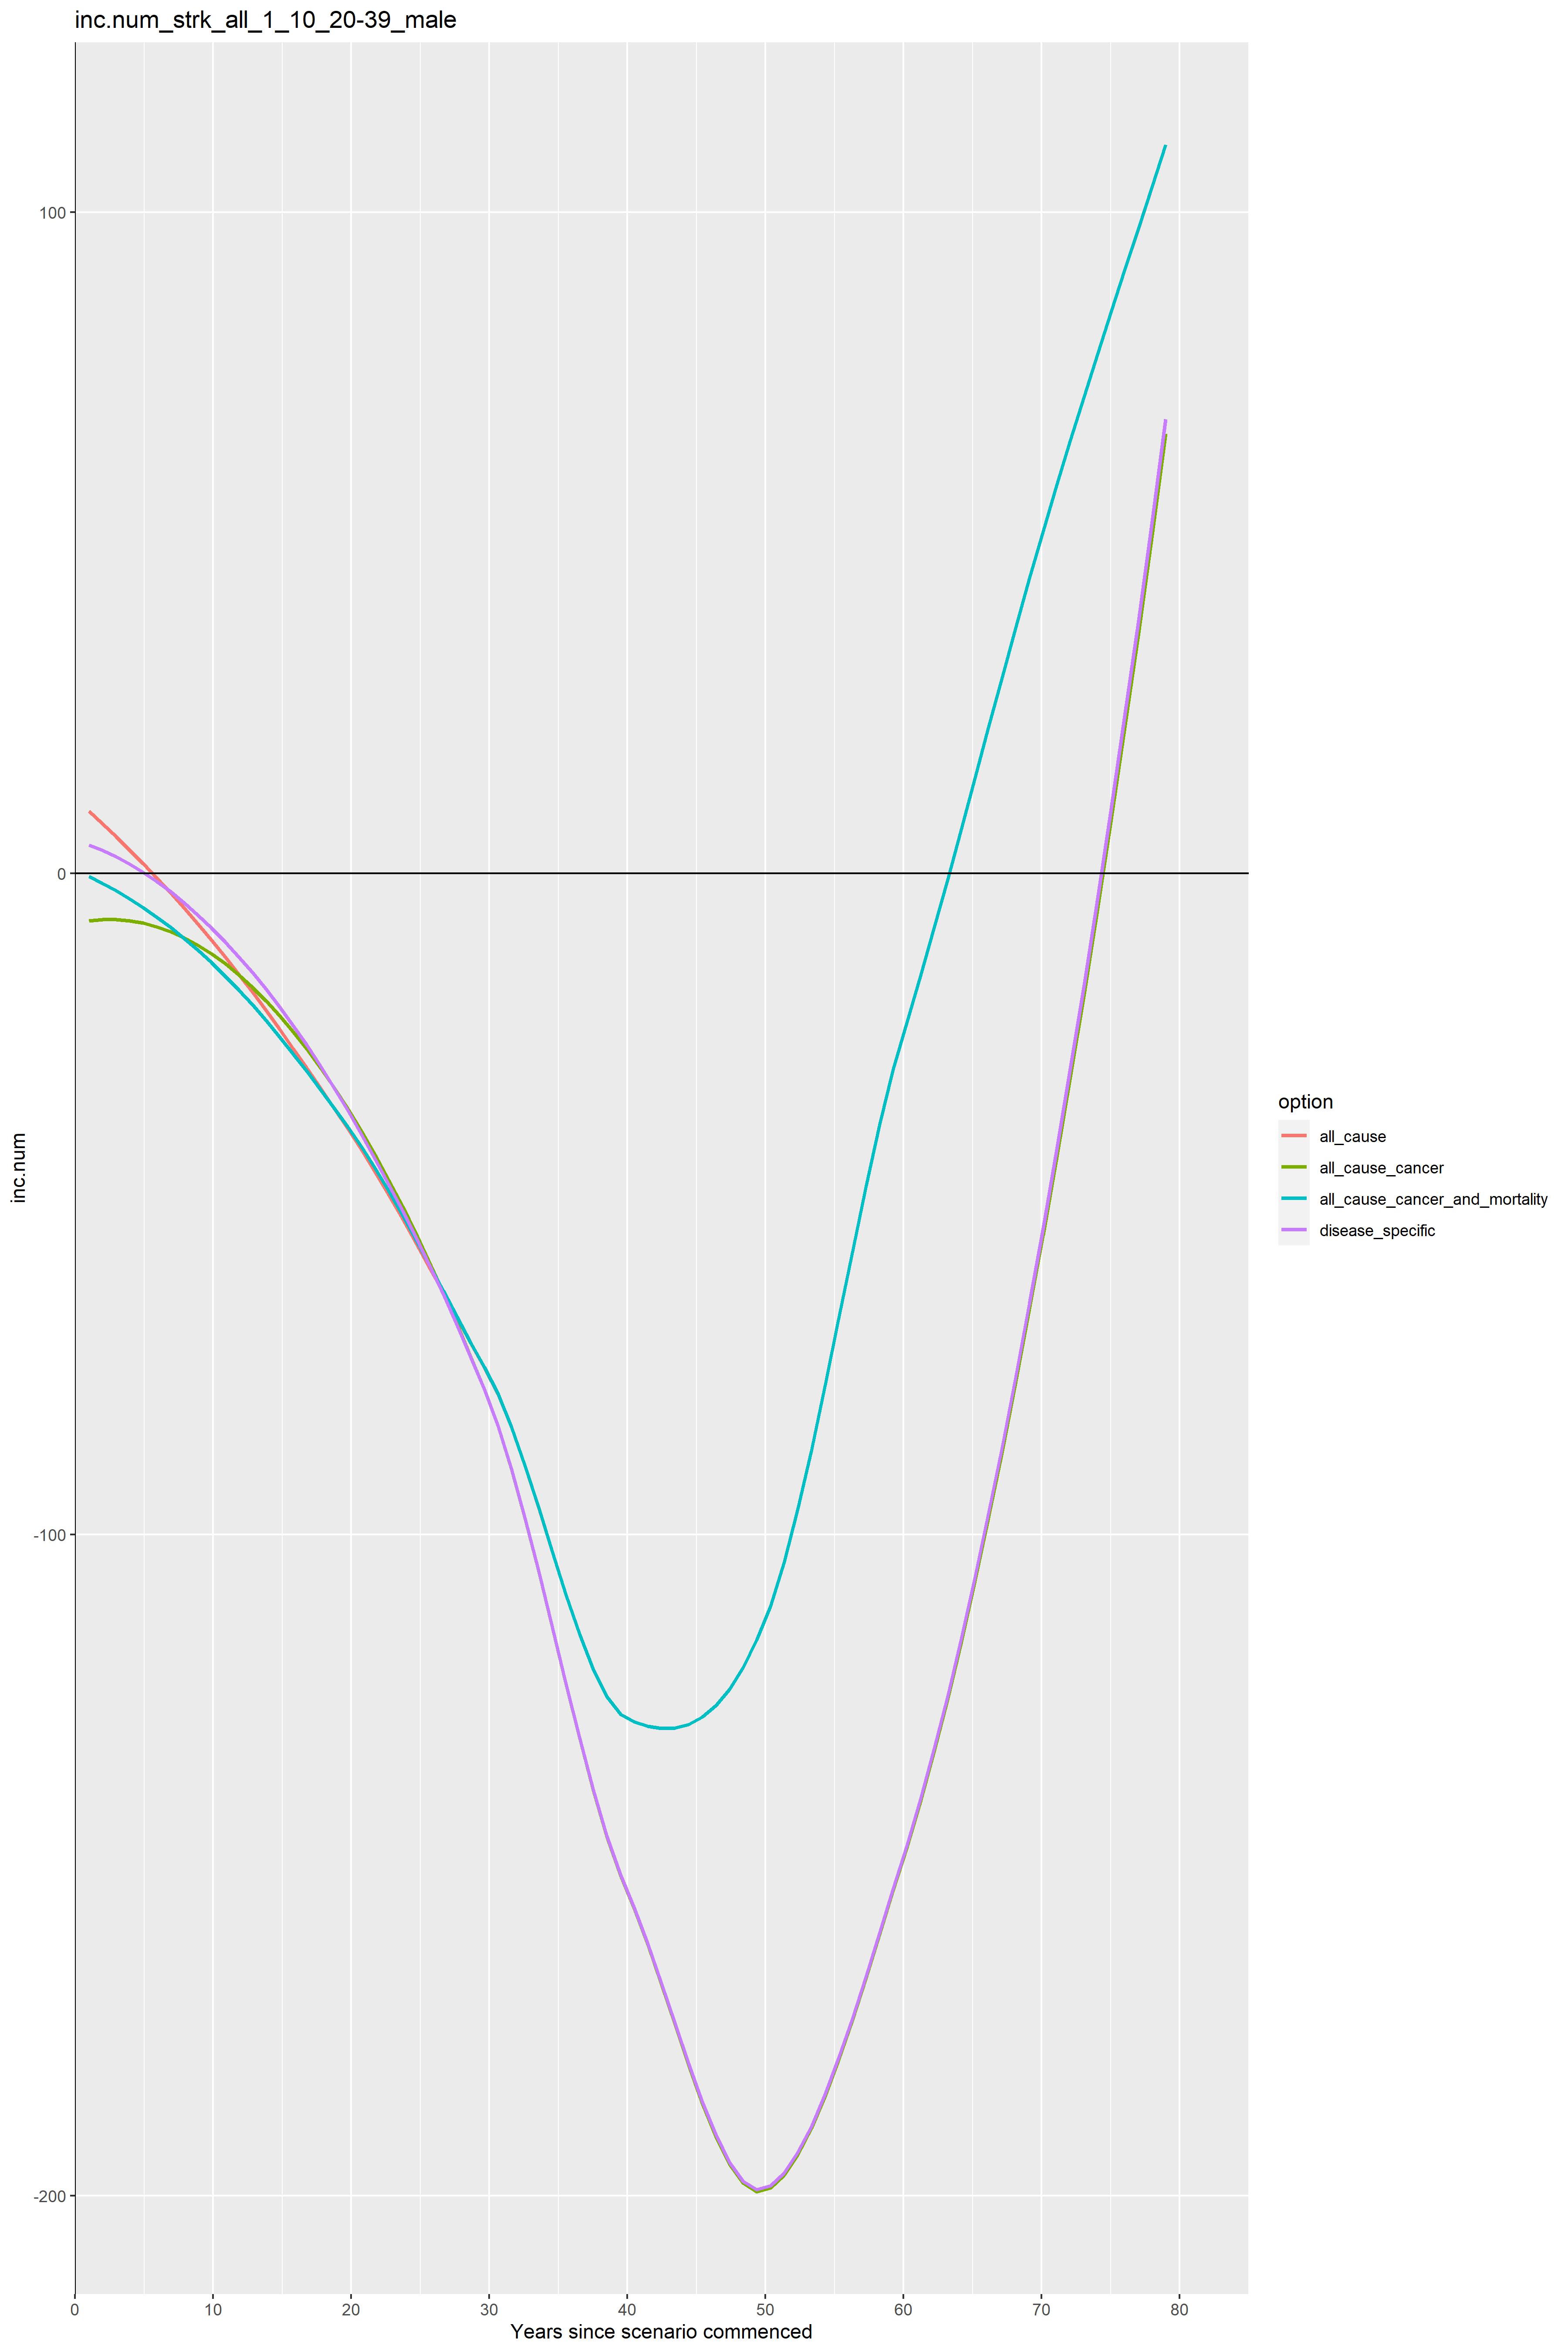 inc.num_strk_all_1_10_20-39_male
100
0
-100
-200
inc.num
0 10 20 30 40 50 60 70 80
Years since scenario commenced
option
all_cause
all_cause_cancer
all_cause_cancer_and_mortality
disease_specific